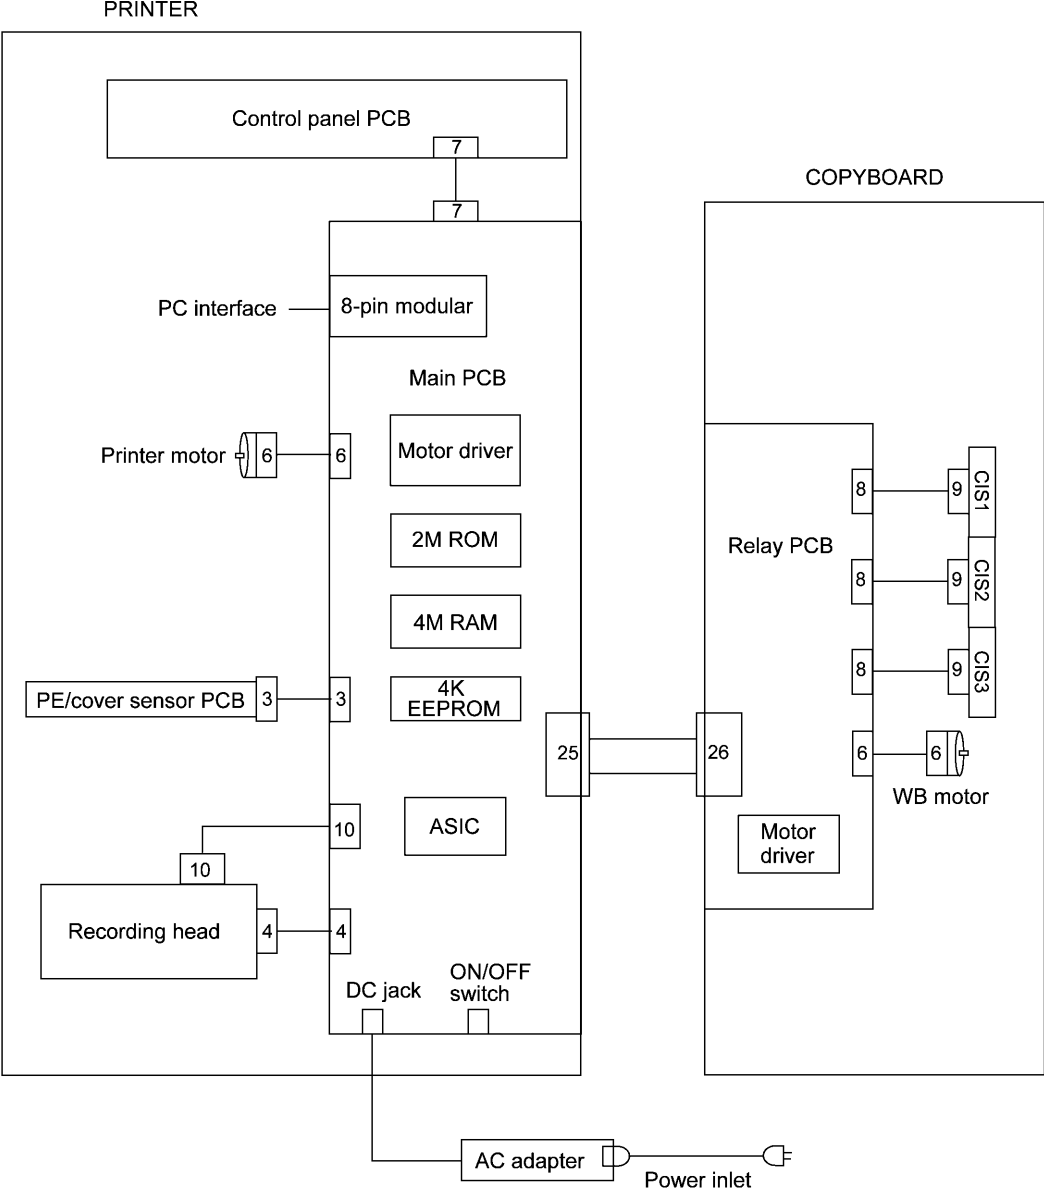 PRINTER
Control panel PCB
7
7
COPYBOARD
PC interface
8-pin modular
Main PCB
Printer motor
6
6
Motor driver
2M ROM
4M RAM
PE/cover sensor PCB
3
3
4K
EEPROM
25
10
ASIC
10
Recording head
4
4
DC jack
ON/OFF
switch
AC adapter
Power inlet
8
9
CIS1
Relay PCB
8
9
CIS2
8
9
CIS3
26
6
6
WB motor
Motor
driver